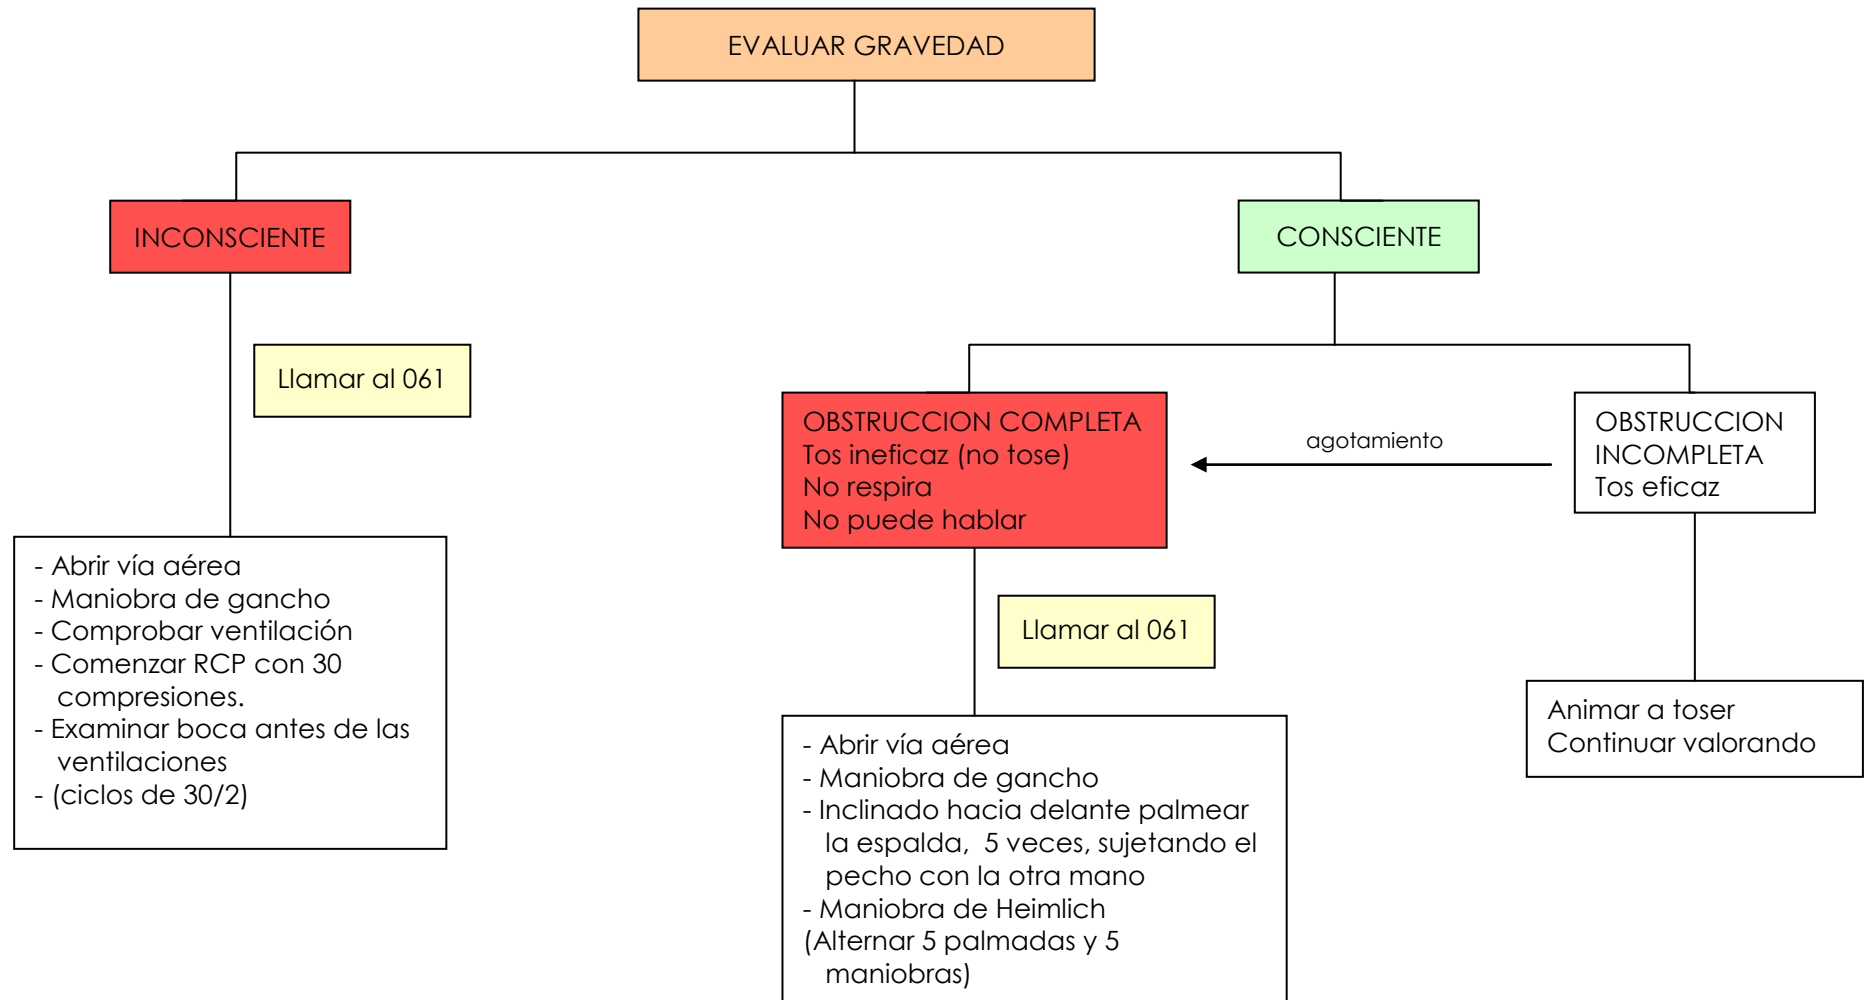 EVALUAR GRAVEDAD
INCONSCIENTE
CONSCIENTE
Llamar al 061
OBSTRUCCION COMPLETA
Tos ineficaz (no tose)
No respira
No puede hablar
agotamiento
OBSTRUCCION
INCOMPLETA
Tos eficaz
- Abrir vía aérea
- Maniobra de gancho
- Comprobar ventilación
- Comenzar RCP con 30
compresiones.
- Examinar boca antes de las
ventilaciones
- (ciclos de 30/2)
Llamar al 061
- Abrir vía aérea
- Maniobra de gancho
- Inclinado hacia delante palmear
la espalda, 5 veces, sujetando el
pecho con la otra mano
- Maniobra de Heimlich
(Alternar 5 palmadas y 5
maniobras)
Animar a toser
Continuar valorando